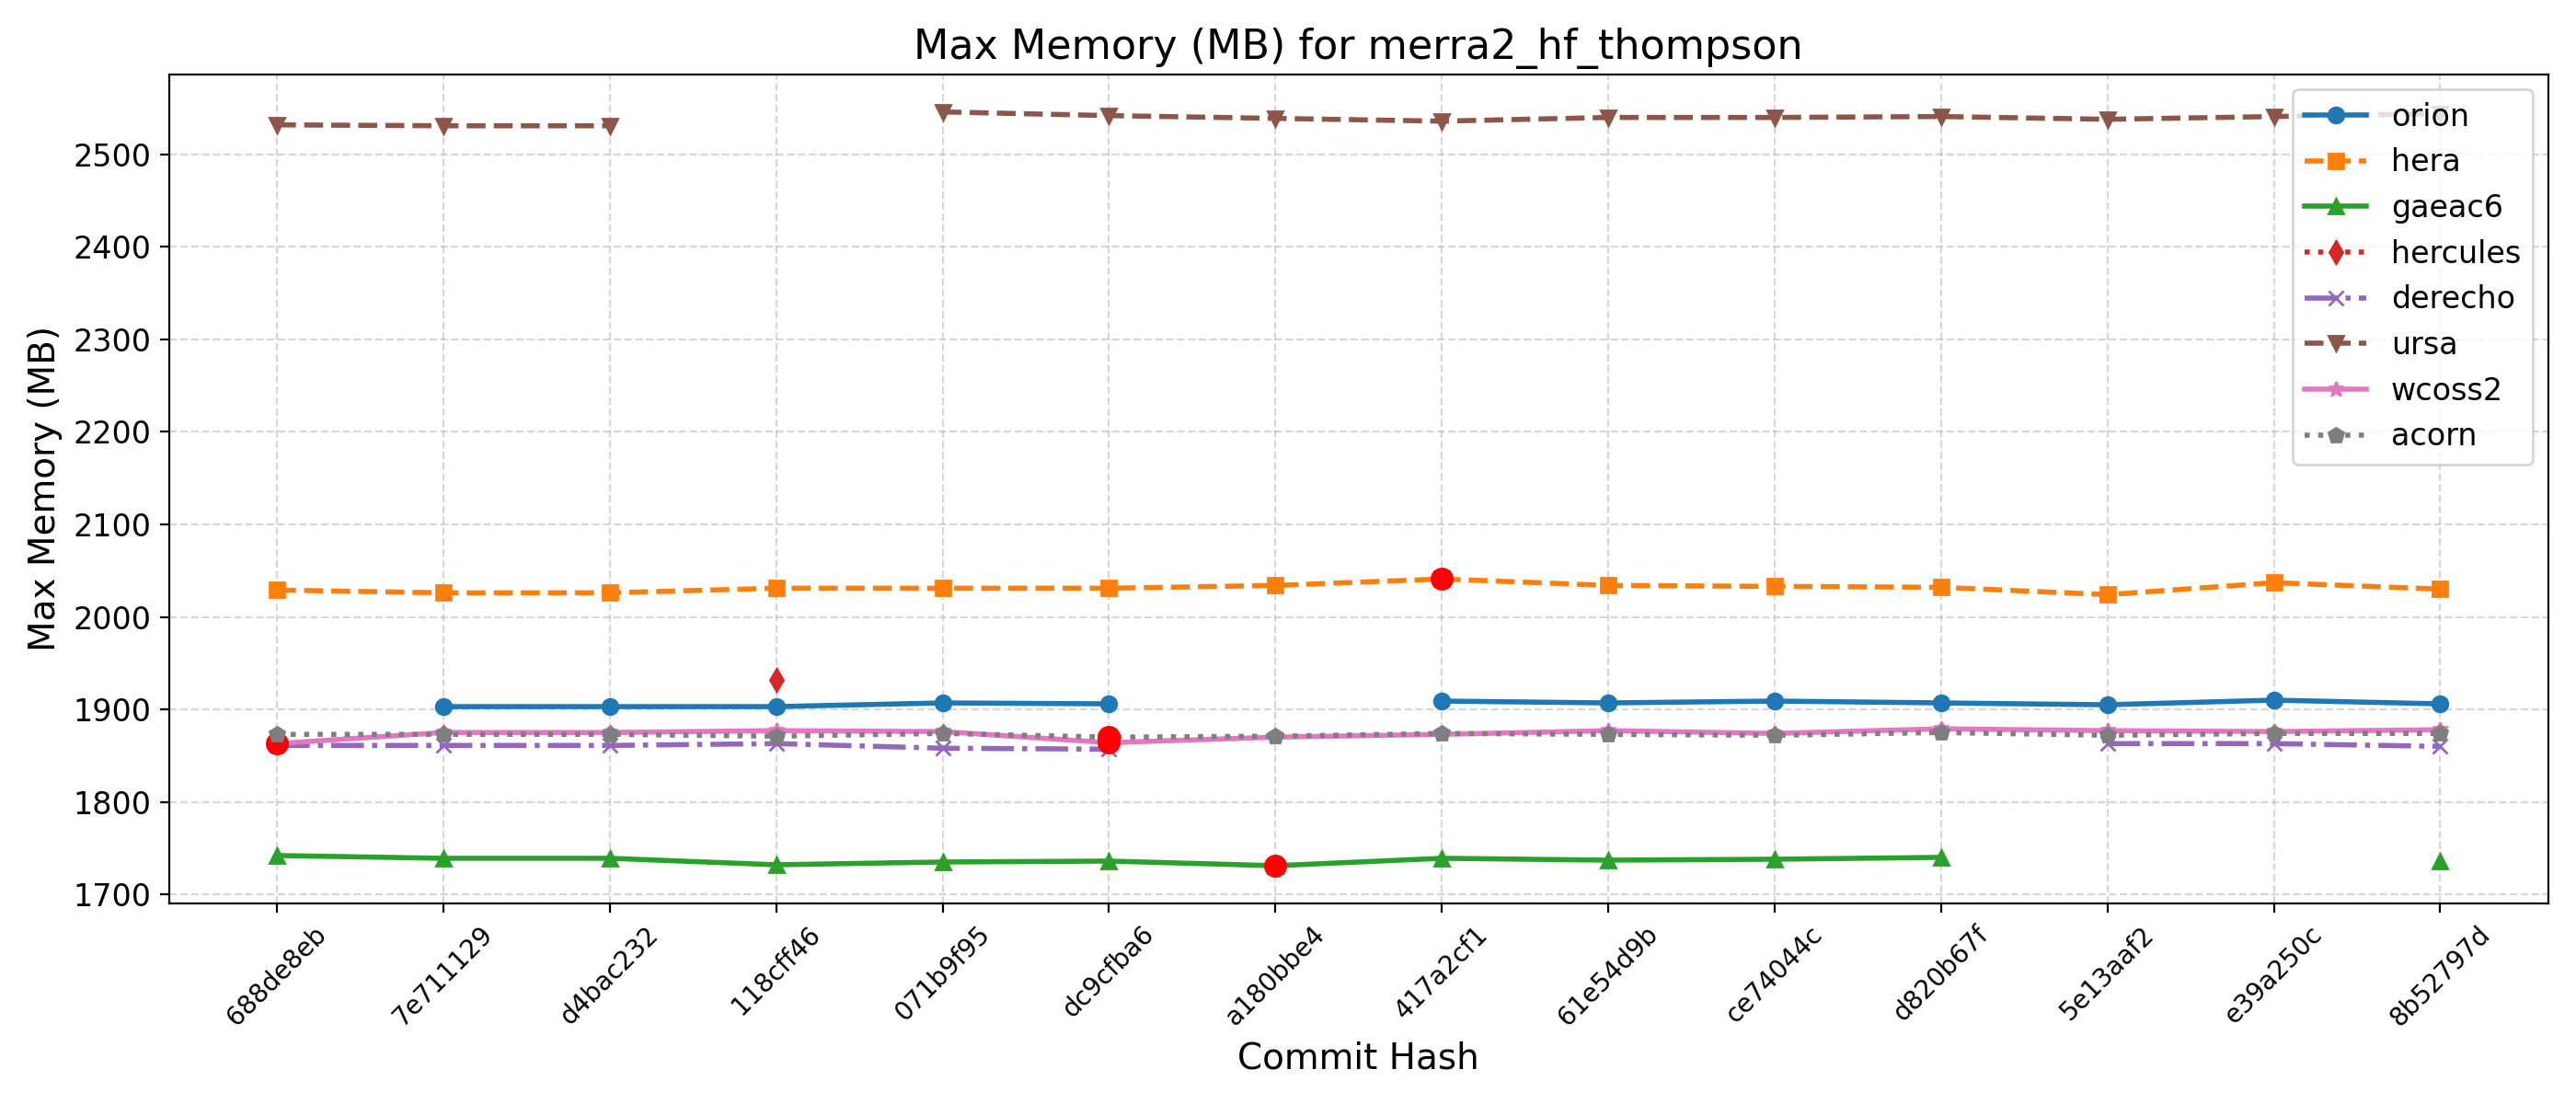 Max Memory (MB) for merra2_hf_thompson
Max Memory (MB)
2500
2400
2300
2200
2100
2000
1900
1800
1700
orion
hera
gaeac6
hercules
derecho
ursa
wcoss2
acorn
688de8eb
7e711129
d4bac232
118cff46
071b9f95
dc9cfba6
a180bbe4
417a2cf1
61e54d9b
ce74044c
d820b67f
5e13aaf2
e39a250c
8b52797d
Commit Hash